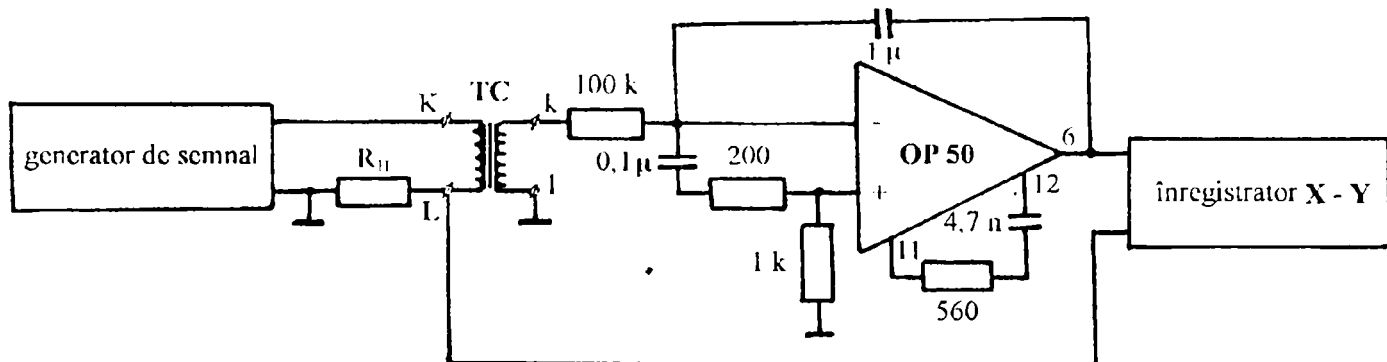 generator de semnal
K
TC
k
R_H
L
l
100 k
0,1 µ
200
1 k
1 µ
-
+
OP 50
6
12
4,7 n
11
560
înregistrator X - Y